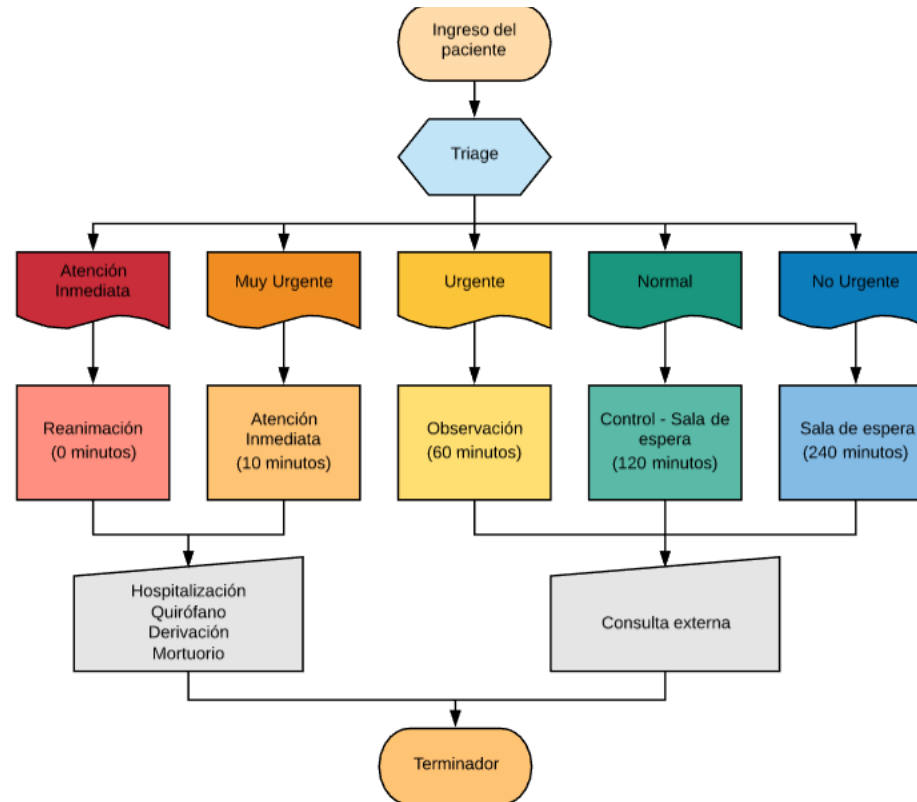 Ingreso del
paciente
Triage
Atención
Inmediata
Muy Urgente
Urgente
Normal
No Urgente
Reanimación
(0 minutos)
Atención
Inmediata
(10 minutos)
Observación
(60 minutos)
Control - Sala de
espera
(120 minutos)
Sala de espera
(240 minutos)
Hospitalización
Quirófano
Derivación
Mortuorio
Consulta externa
Terminador